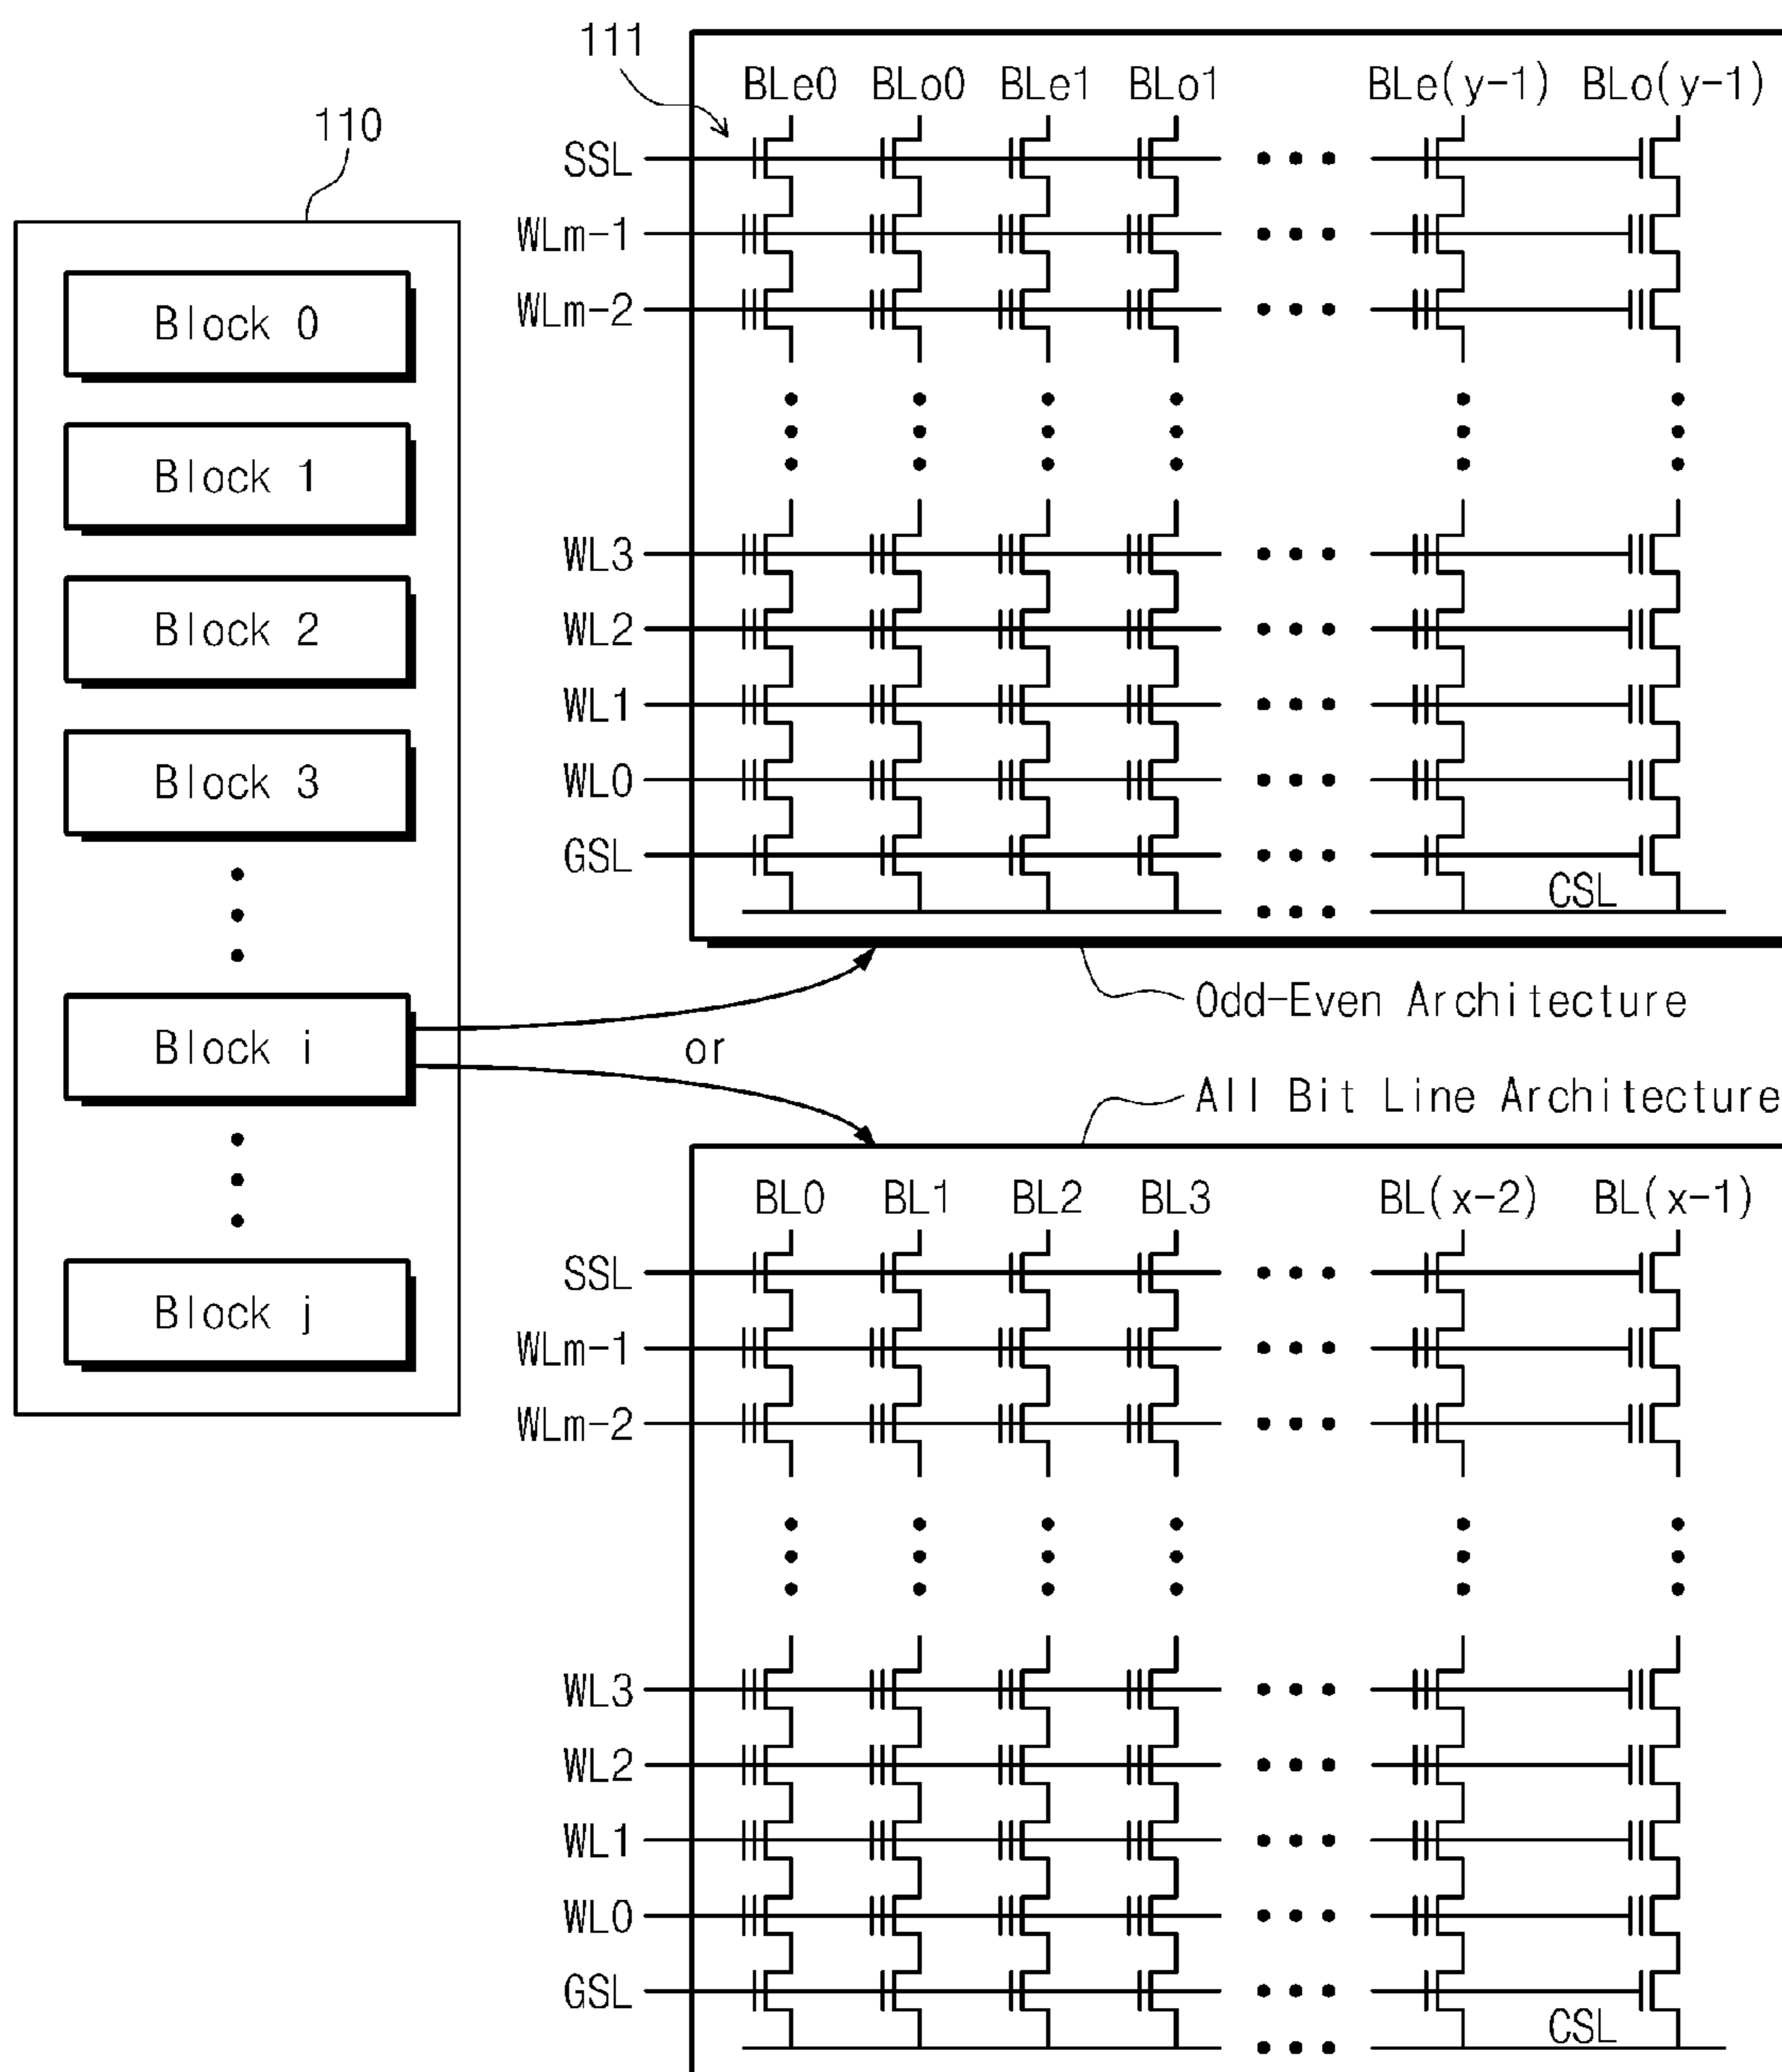 110
Block 0
Block 1
Block 2
Block 3
Block i
Block j
or
111
BLe0 BLo0 BLe1 BLo1 BLe(y-1) BLo(y-1)
SSL
WLm-1
WLm-2
WL3
WL2
WL1
WL0
GSL
CSL
Odd-Even Architecture
All Bit Line Architecture
BL0 BL1 BL2 BL3 BL(x-2) BL(x-1)
SSL
WLm-1
WLm-2
WL3
WL2
WL1
WL0
GSL
CSL